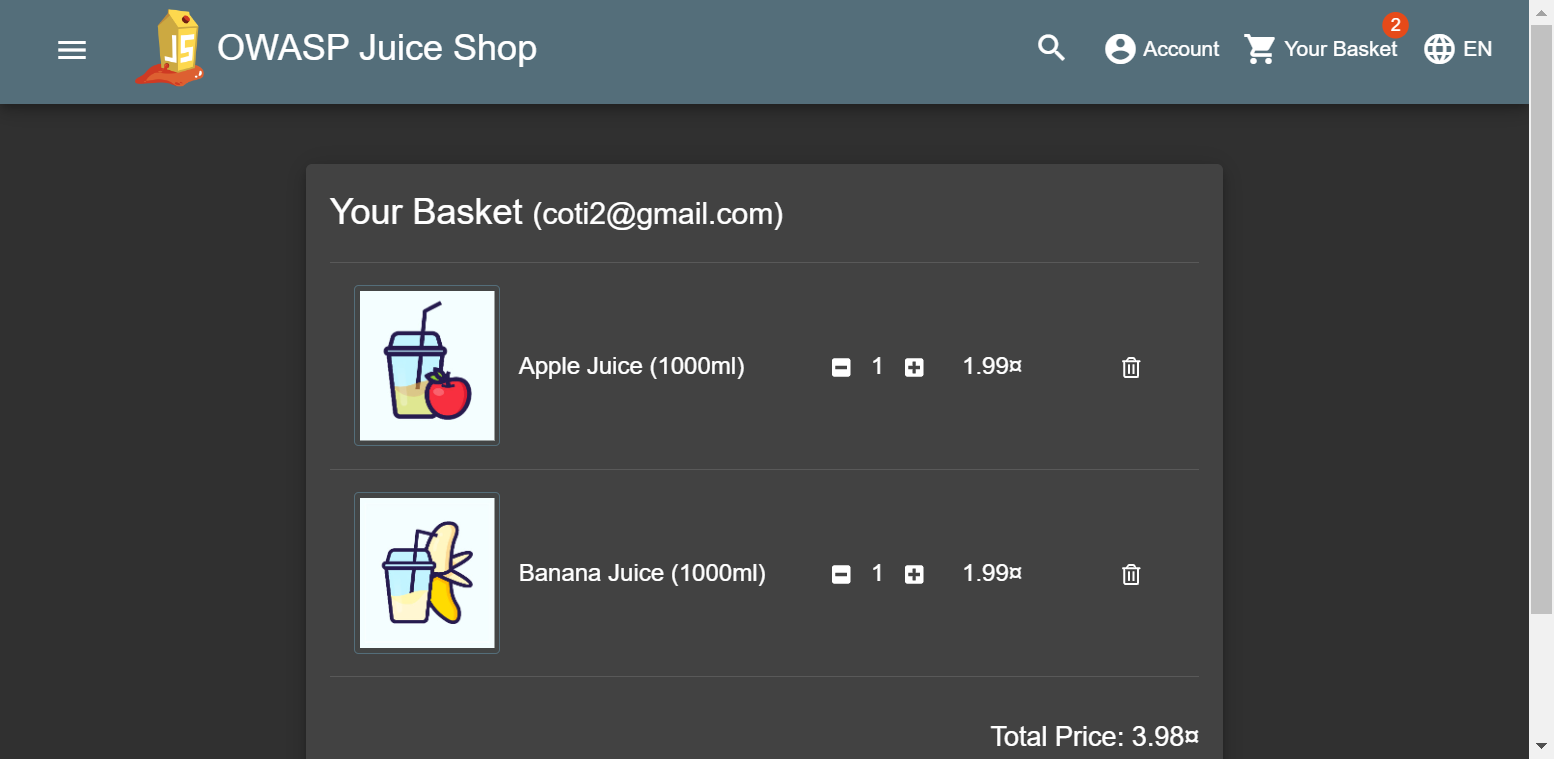 JS OWASP Juice Shop Account Your Basket 2 EN
Your Basket (coti2@gmail.com)
Apple Juice (1000ml) 1 1.99¤
Banana Juice (1000ml) 1 1.99¤
Total Price: 3.98¤